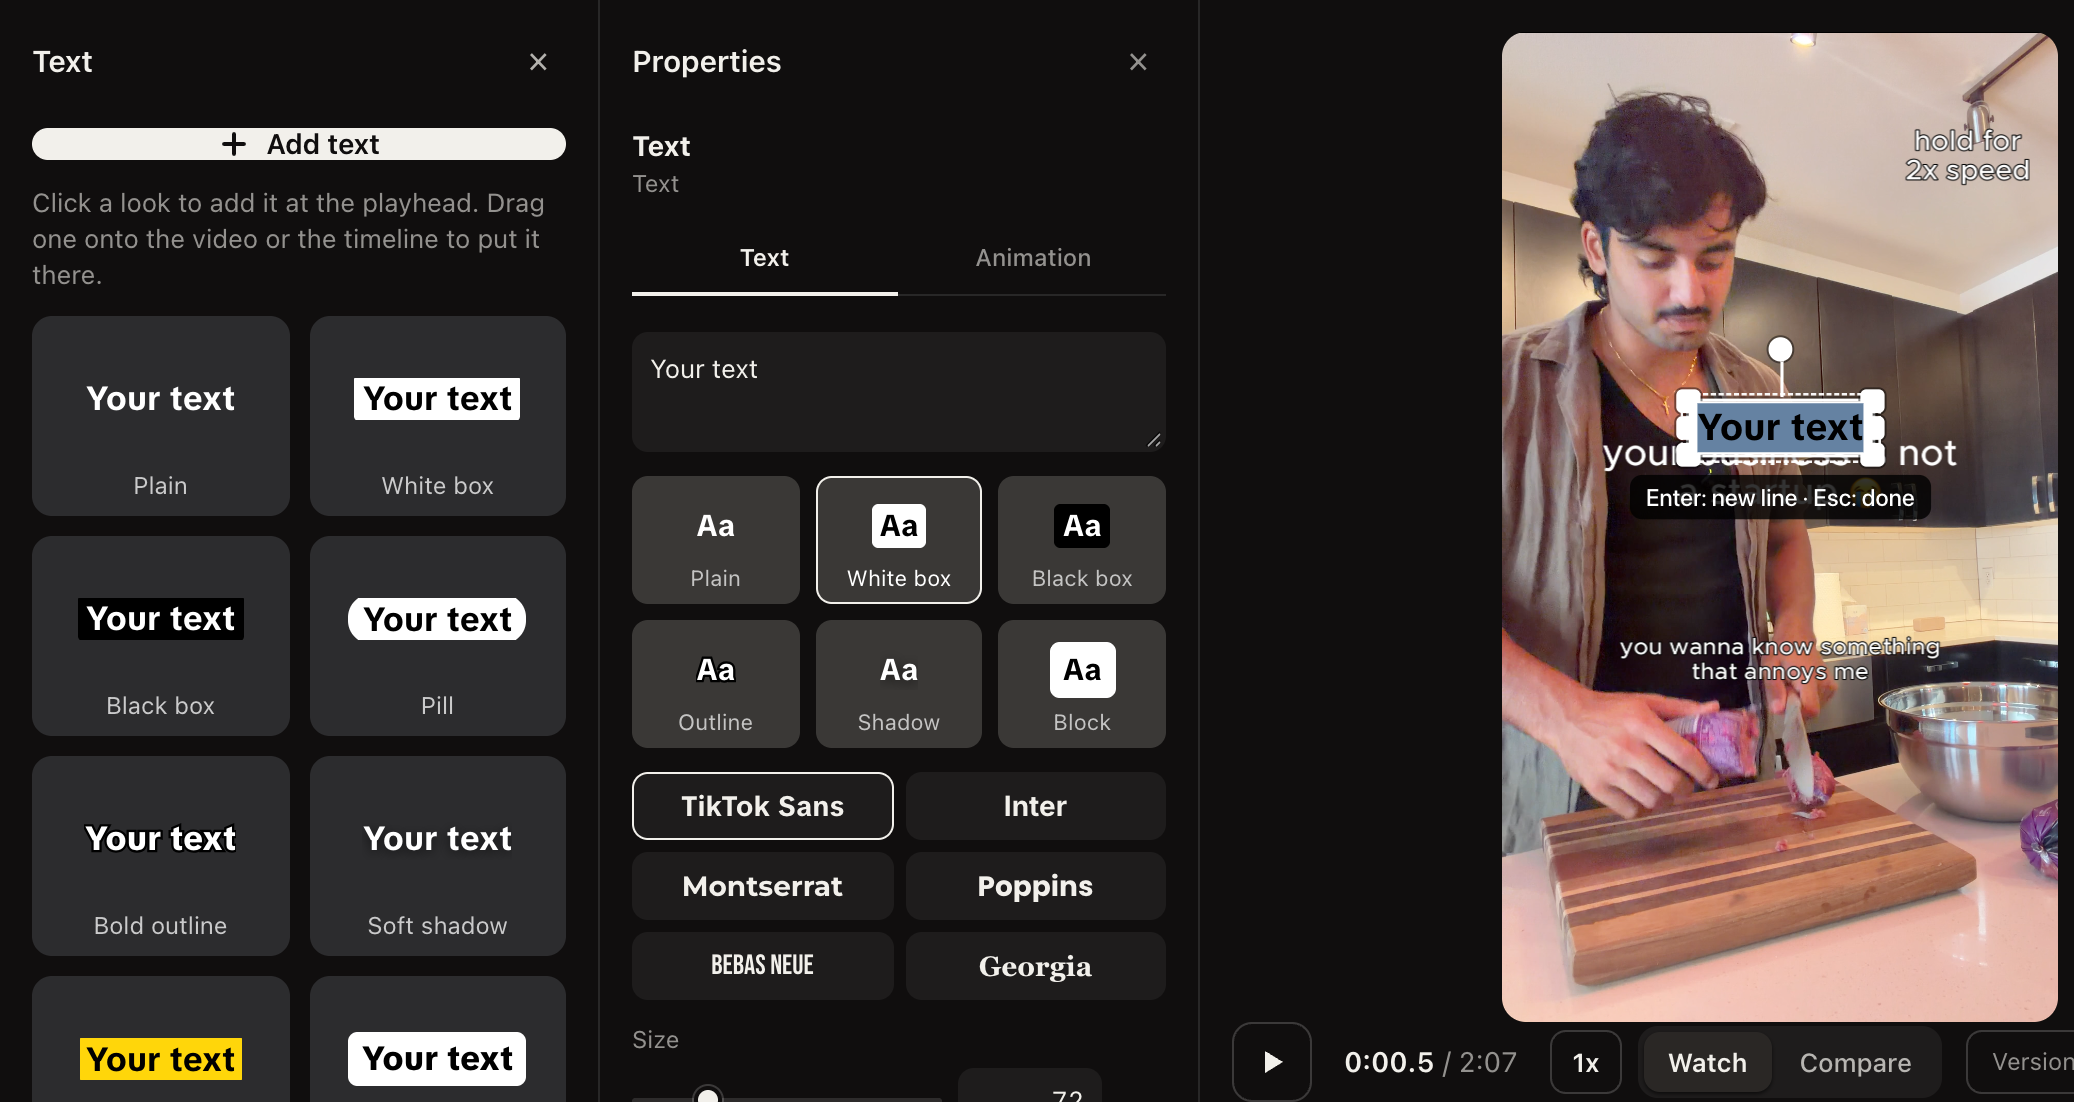 Text
Add text
Click a look to add it at the playhead. Drag
one onto the video or the timeline to put it
there.
Your text
Plain
Your text
White box
Your text
Black box
Your text
Pill
Your text
Bold outline
Your text
Soft shadow
Your text
Your text
Properties
Text
Text
Text
Animation
Your text
Aa
Plain
Aa
White box
Aa
Black box
Aa
Outline
Aa
Shadow
Aa
Block
TikTok Sans
Inter
Montserrat
Poppins
BEBAS NEUE
Georgia
Size
72
hold for
2x speed
Your text
your business not
Enter: new line · Esc: done
you wanna know something
that annoys me
0:00.5 / 2:07
1x
Watch
Compare
Version